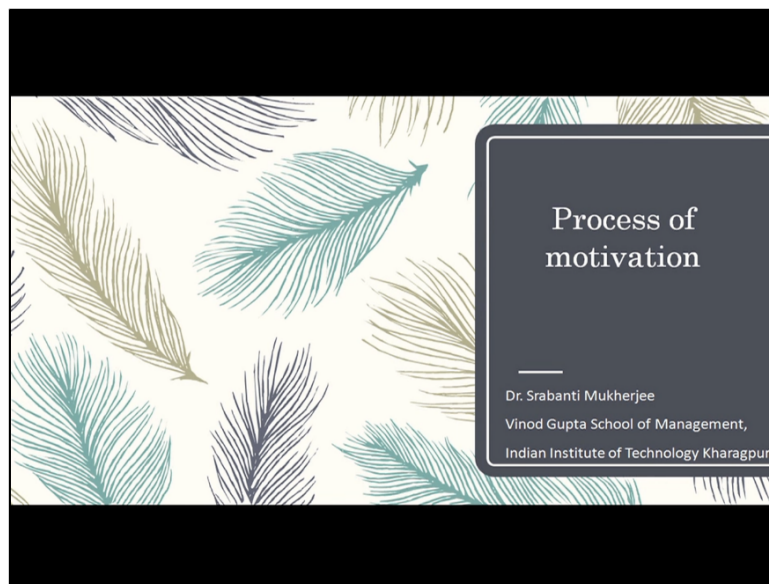 Process of
motivation
Dr. Srabanti Mukherjee
Vinod Gupta School of Management,
Indian Institute of Technology Kharagpur